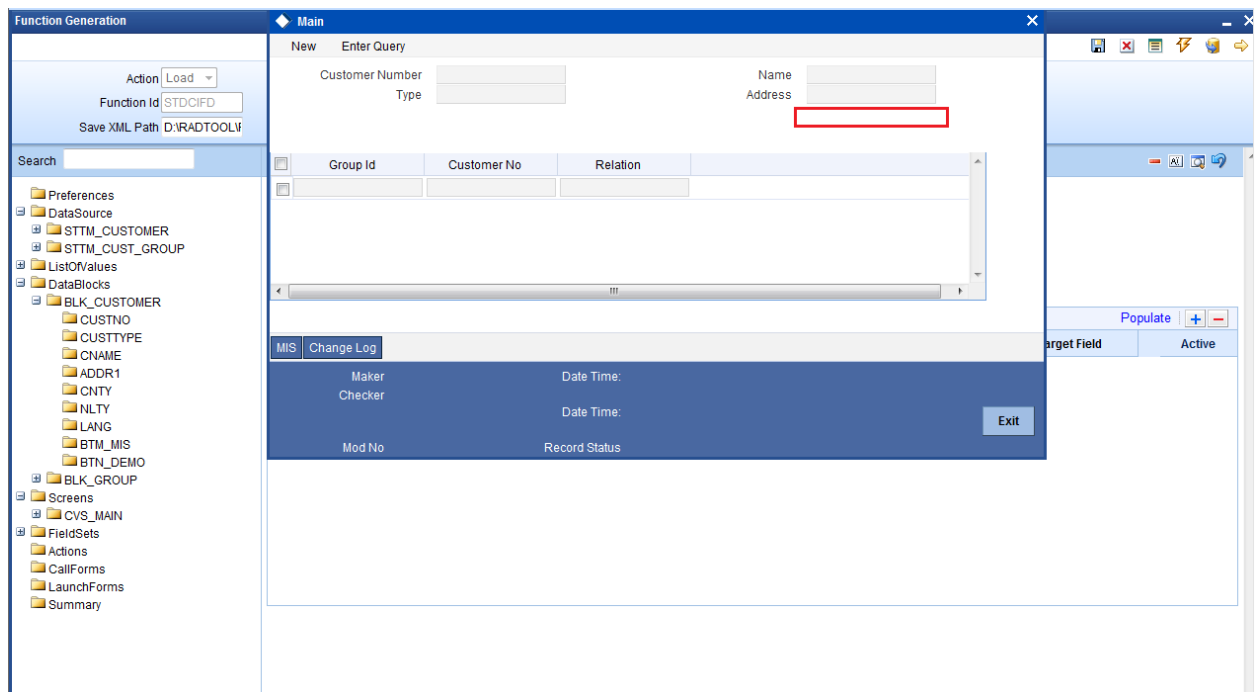 Function Generation
Action Load
Function Id STDCIFD
Save XML Path D:\RADTOOL\
Search
Preferences
DataSource
STTM_CUSTOMER
STTM_CUST_GROUP
ListOfValues
DataBlocks
BLK_CUSTOMER
CUSTNO
CUSTTYPE
CNAME
ADDR1
CNTY
NLTY
LANG
BTM_MIS
BTN_DEMO
BLK_GROUP
Screens
CVS_MAIN
FieldSets
Actions
CallForms
LaunchForms
Summary
Main
New Enter Query
Customer Number Name
Type Address
Group Id Customer No Relation
MIS Change Log
Maker Date Time:
Checker
Date Time:
Exit
Mod No Record Status
Populate
arget Field Active